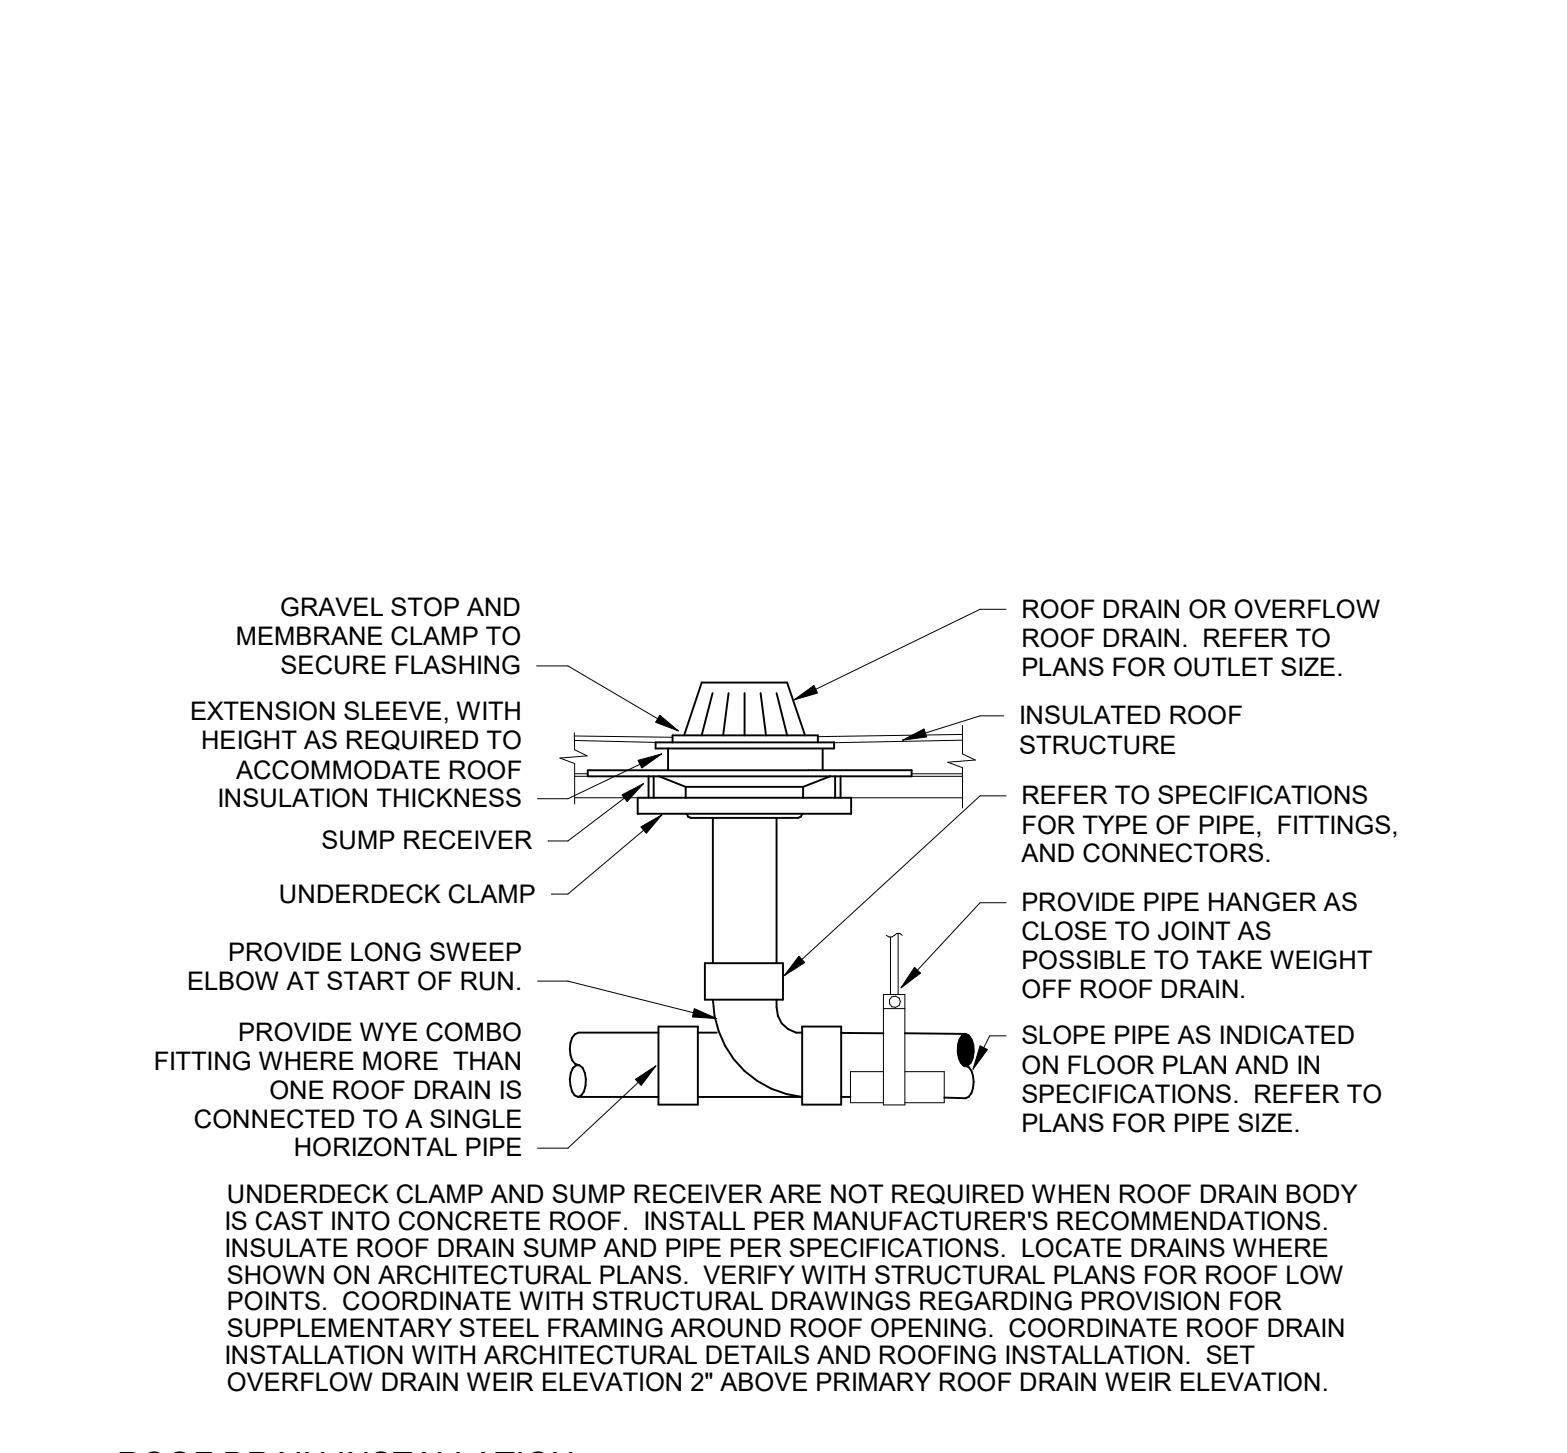 GRAVEL STOP AND
MEMBRANE CLAMP TO
SECURE FLASHING
EXTENSION SLEEVE, WITH
HEIGHT AS REQUIRED TO
ACCOMMODATE ROOF
INSULATION THICKNESS
SUMP RECEIVER
UNDERDECK CLAMP
PROVIDE LONG SWEEP
ELBOW AT START OF RUN.
PROVIDE WYE COMBO
FITTING WHERE MORE  THAN
ONE ROOF DRAIN IS
CONNECTED TO A SINGLE
HORIZONTAL PIPE
ROOF DRAIN OR OVERFLOW
ROOF DRAIN.  REFER TO
PLANS FOR OUTLET SIZE.
INSULATED ROOF
STRUCTURE
REFER TO SPECIFICATIONS
FOR TYPE OF PIPE,  FITTINGS,
AND CONNECTORS.
PROVIDE PIPE HANGER AS
CLOSE TO JOINT AS
POSSIBLE TO TAKE WEIGHT
OFF ROOF DRAIN.
SLOPE PIPE AS INDICATED
ON FLOOR PLAN AND IN
SPECIFICATIONS.  REFER TO
PLANS FOR PIPE SIZE.
UNDERDECK CLAMP AND SUMP RECEIVER ARE NOT REQUIRED WHEN ROOF DRAIN BODY
IS CAST INTO CONCRETE ROOF.  INSTALL PER MANUFACTURER'S RECOMMENDATIONS.
INSULATE ROOF DRAIN SUMP AND PIPE PER SPECIFICATIONS.  LOCATE DRAINS WHERE
SHOWN ON ARCHITECTURAL PLANS.  VERIFY WITH STRUCTURAL PLANS FOR ROOF LOW
POINTS.  COORDINATE WITH STRUCTURAL DRAWINGS REGARDING PROVISION FOR
SUPPLEMENTARY STEEL FRAMING AROUND ROOF OPENING.  COORDINATE ROOF DRAIN
INSTALLATION WITH ARCHITECTURAL DETAILS AND ROOFING INSTALLATION.  SET
OVERFLOW DRAIN WEIR ELEVATION 2" ABOVE PRIMARY ROOF DRAIN WEIR ELEVATION.